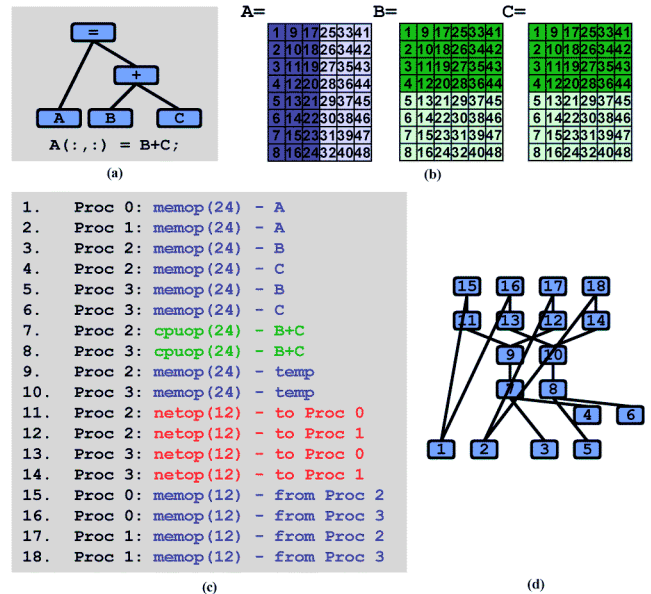 A= B= C=
=
+
A B C
A(:,:) = B+C;
(a)
1 9 17 25 33 41
2 10 18 26 34 42
3 11 19 27 35 43
4 12 20 28 36 44
5 13 21 29 37 45
6 14 22 30 38 46
7 15 23 31 39 47
8 16 24 32 40 48
1 9 17 25 33 41
2 10 18 26 34 42
3 11 19 27 35 43
4 12 20 28 36 44
5 13 21 29 37 45
6 14 22 30 38 46
7 15 23 31 39 47
8 16 24 32 40 48
1 9 17 25 33 41
2 10 18 26 34 42
3 11 19 27 35 43
4 12 20 28 36 44
5 13 21 29 37 45
6 14 22 30 38 46
7 15 23 31 39 47
8 16 24 32 40 48
(b)
1. Proc 0: memop(24) - A
2. Proc 1: memop(24) - A
3. Proc 2: memop(24) - B
4. Proc 2: memop(24) - C
5. Proc 3: memop(24) - B
6. Proc 3: memop(24) - C
7. Proc 2: cpuop(24) - B+C
8. Proc 3: cpuop(24) - B+C
9. Proc 2: memop(24) - temp
10. Proc 3: memop(24) - temp
11. Proc 2: netop(12) - to Proc 0
12. Proc 2: netop(12) - to Proc 1
13. Proc 3: netop(12) - to Proc 0
14. Proc 3: netop(12) - to Proc 1
15. Proc 0: memop(12) - from Proc 2
16. Proc 0: memop(12) - from Proc 3
17. Proc 1: memop(12) - from Proc 2
18. Proc 1: memop(12) - from Proc 3
(c)
15 16 17 18
11 13 12 14
9 10
7 8
4 6
1 2 3 5
(d)